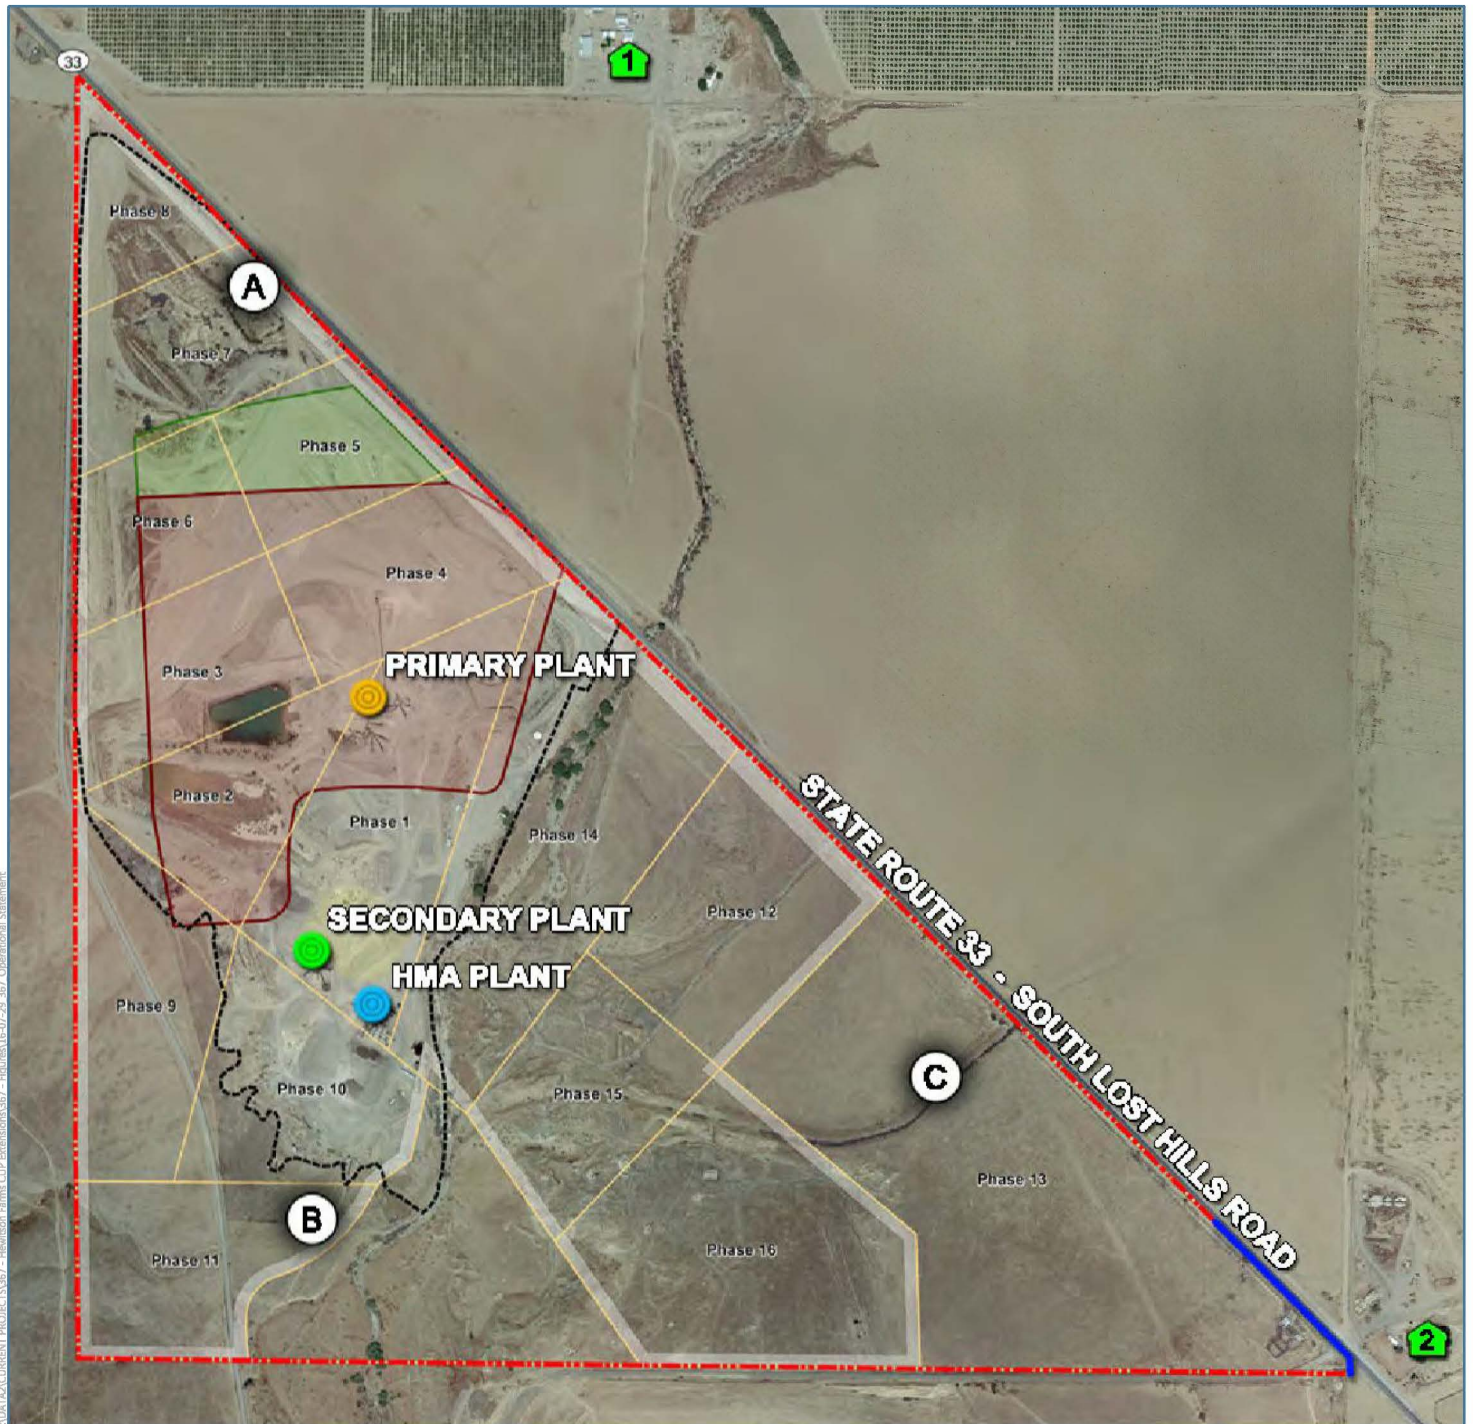 33
1
Phase 8
A
Phase 7
Phase 5
Phase 6
Phase 4
PRIMARY PLANT
Phase 3
Phase 2
Phase 1
Phase 14
STATE ROUTE 33 - SOUTH LOST HILLS ROAD
Phase 12
SECONDARY PLANT
HMA PLANT
Phase 9
Phase 10
Phase 15
C
Phase 13
B
Phase 11
Phase 16
2